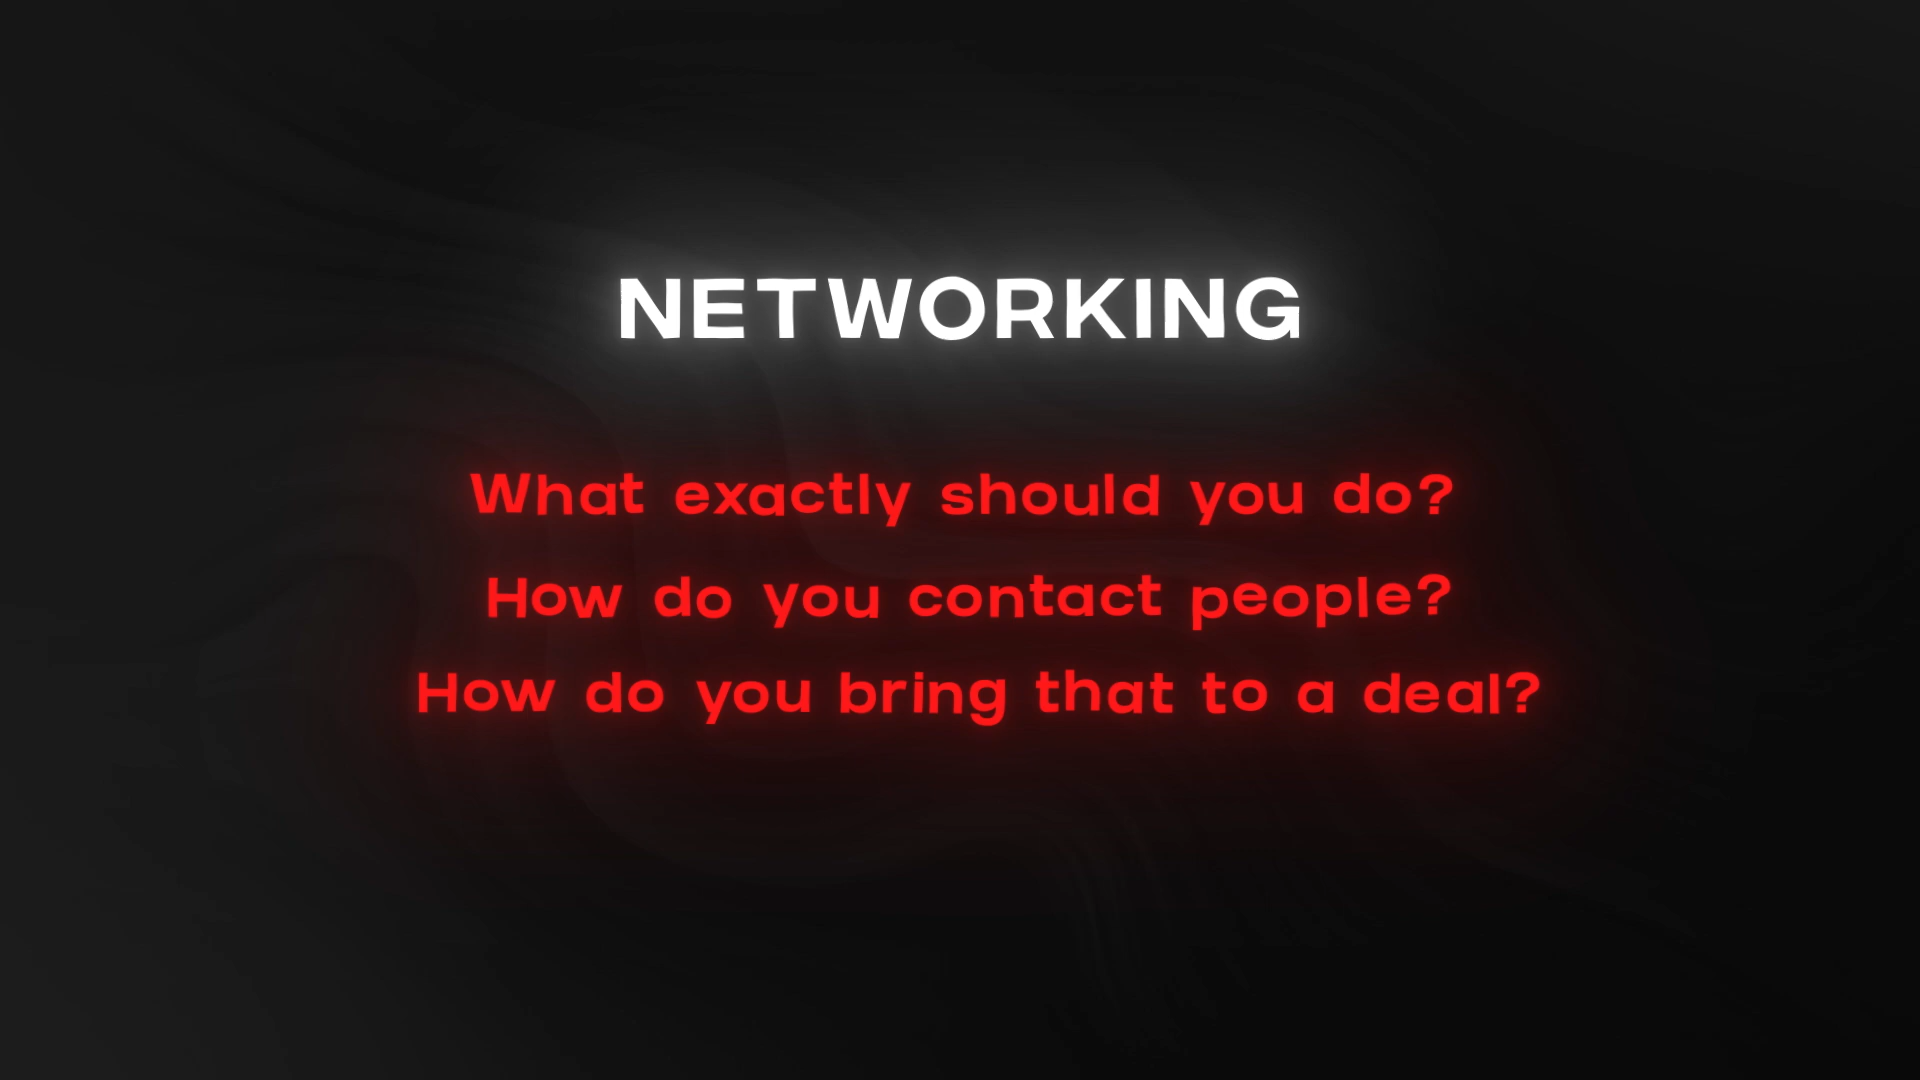 NETWORKING
What exactly should you do?
How do you contact people?
How do you bring that to a deal?